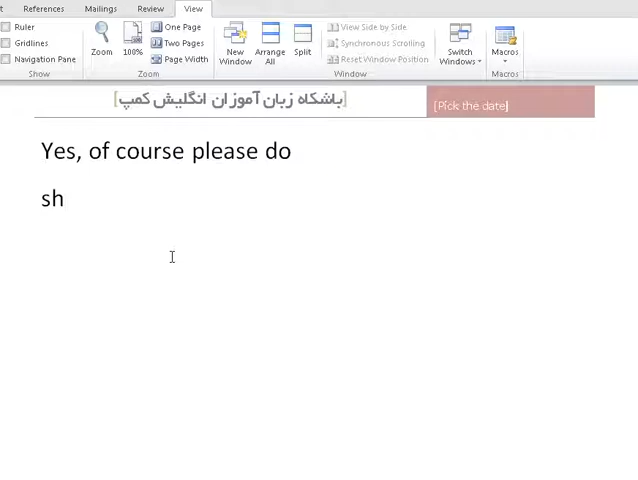 References Mailings Review View
Ruler
Gridlines
Navigation Pane
Show
Zoom
100%
One Page
Two Pages
Page Width
Zoom
New Window
Arrange All
Split
View Side by Side
Synchronous Scrolling
Reset Window Position
Window
Switch Windows
Macros
Macros
[باشگاه زبان آموزان انگلیش کمپ]
[Pick the date]
Yes, of course please do
sh